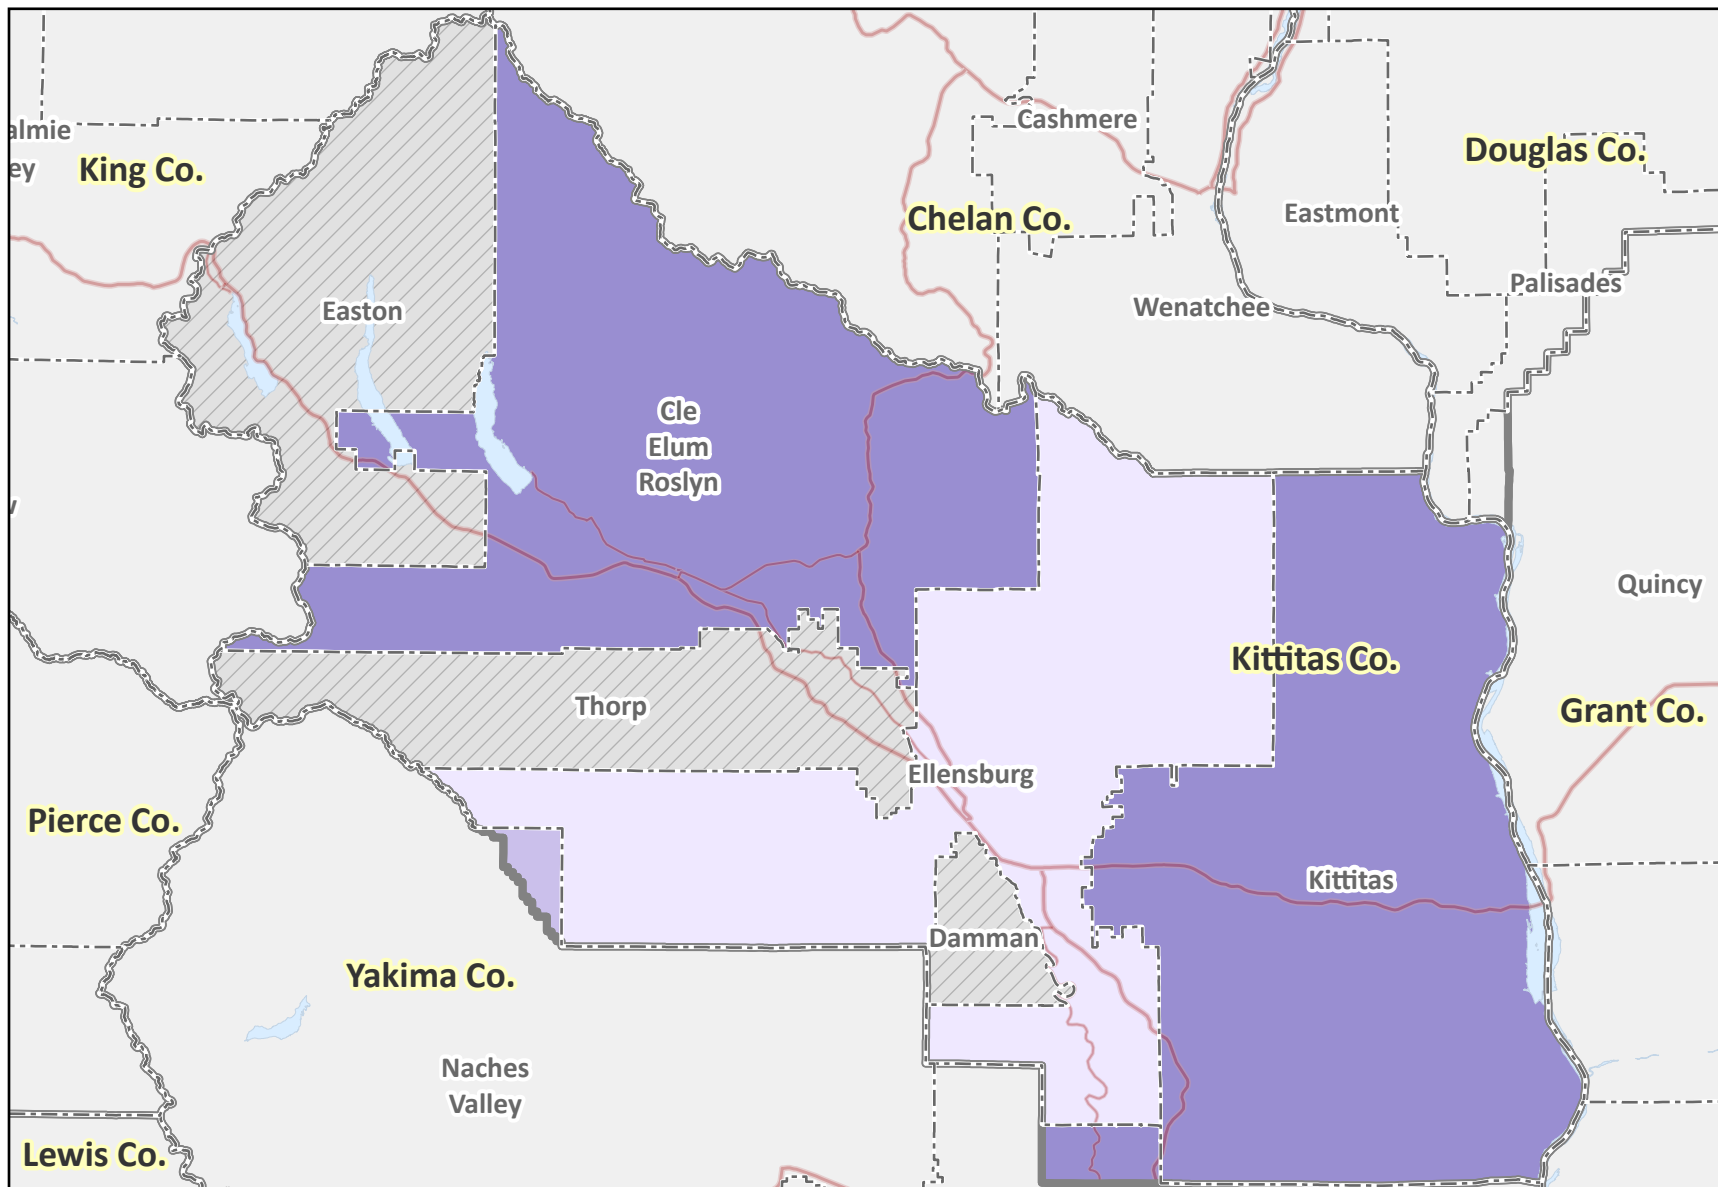 almie
ey
King Co.
Cashmere
Douglas Co.
Chelan Co.
Eastmont
Palisades
Wenatchee
Easton
Cle
Elum
Roslyn
Quincy
Kittitas Co.
Thorp
Grant Co.
Ellensburg
Pierce Co.
Kittitas
Damman
Yakima Co.
Naches
Valley
Lewis Co.